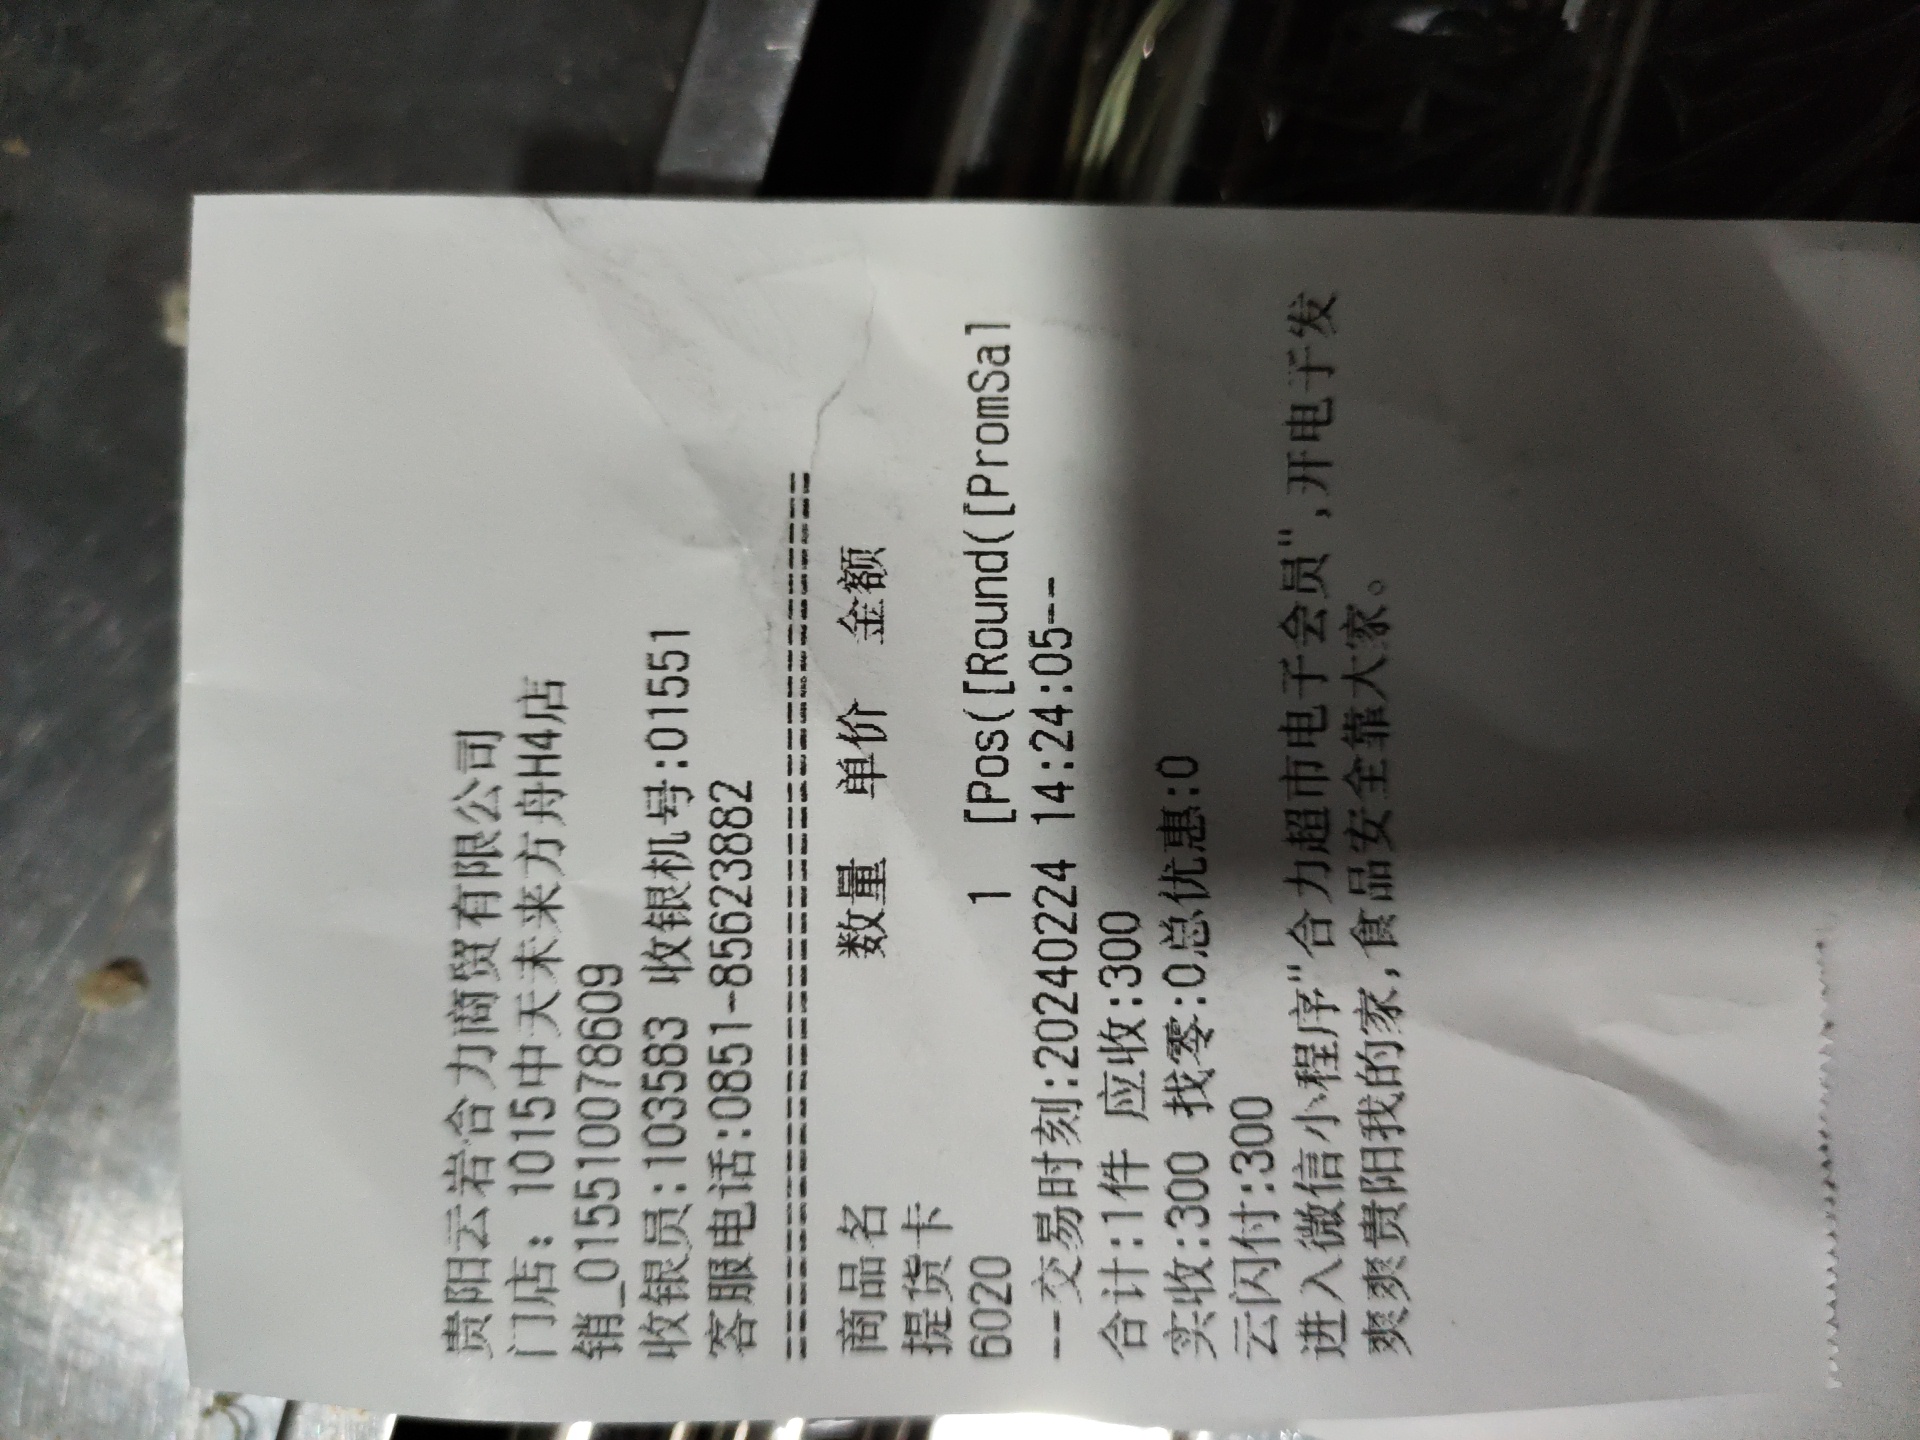 贵阳云岩合力商贸有限公司
门店: 1015中天未来方舟H4店
销_015510078609
收银员:103583 收银机号:01551
客服电话:0851-85623882
================================
商品名 数量 单价 金额
提货卡
6020 1 [Pos([Round([PromSal
--交易时刻:20240224 14:24:05--
合计:1件 应收:300
实收:300 找零:0总优惠:0
云闪付:300
进入微信小程序"合力超市电子会员",开电子发
爽爽贵阳我的家,食品安全靠大家。